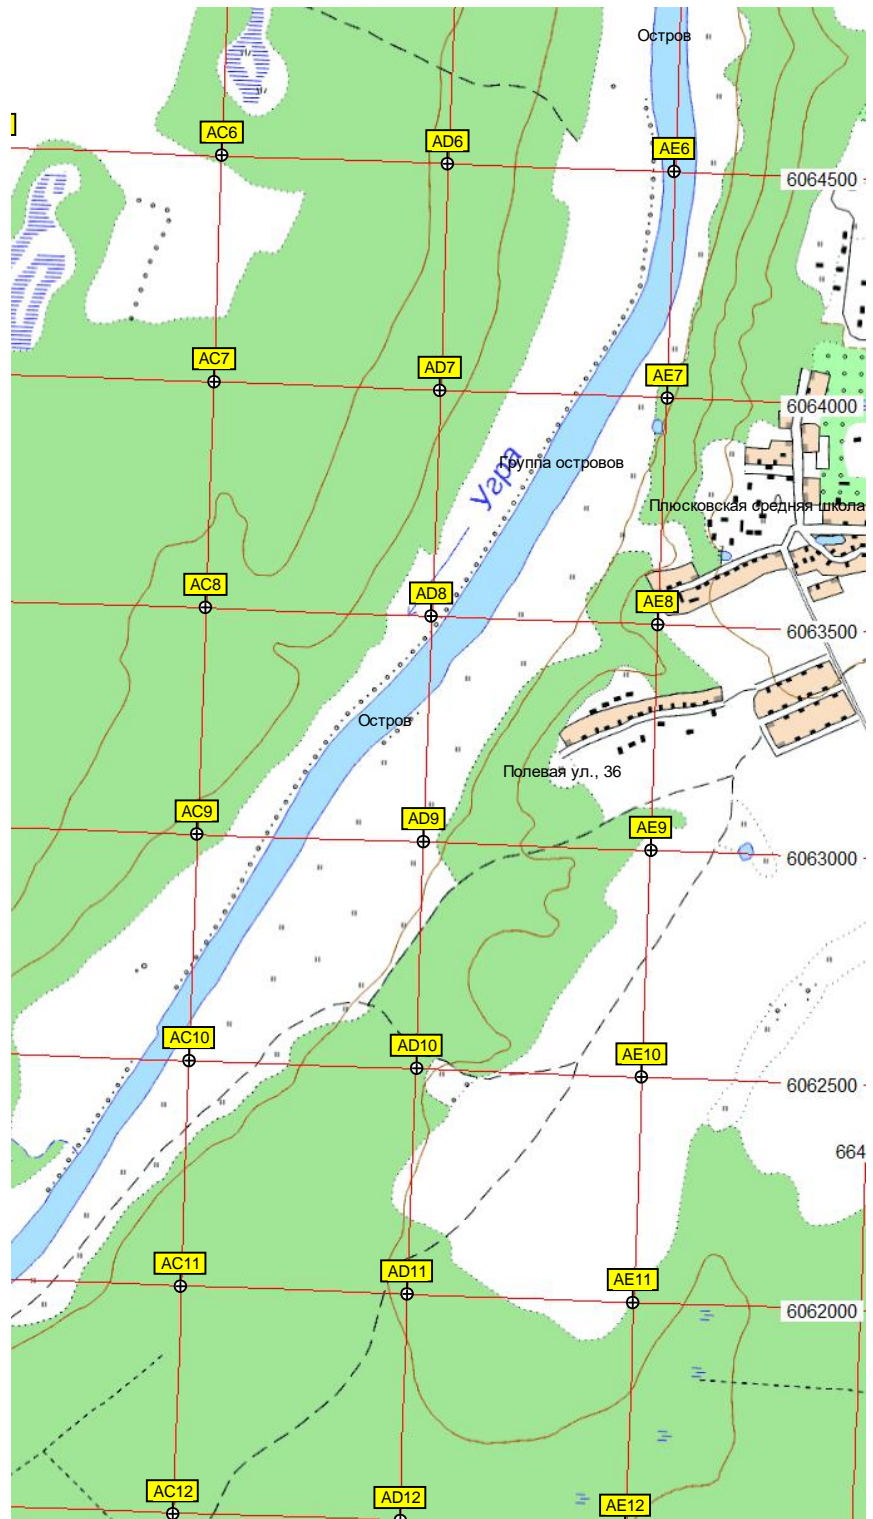 Остров
AC6
AD6
AE6
6064500
AC7
AD7
AE7
6064000
Угра
Группа островов
Плюсковская средняя школа
AC8
AD8
AE8
6063500
Остров
Полевая ул., 36
AC9
AD9
AE9
6063000
AC10
AD10
AE10
6062500
664
AC11
AD11
AE11
6062000
AC12
AD12
AE12